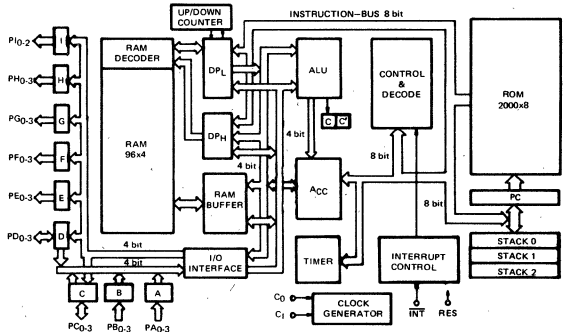 UP/DOWN
COUNTER
INSTRUCTION-BUS 8 bit
PI0-2
I
RAM
DECODER
DPL
ALU
CONTROL
&
DECODE
ROM
2000x8
PH0-3
H
PG0-3
G
RAM
96x4
DPH
C
C'
4 bit
PF0-3
F
4 bit
8 bit
PE0-3
E
RAM
BUFFER
ACC
PC
8 bit
PD0-3
D
4 bit
I/O
INTERFACE
TIMER
INTERRUPT
CONTROL
STACK 0
STACK 1
STACK 2
4 bit
C
B
A
C0
C1
CLOCK
GENERATOR
INT
RES
PC0-3
PB0-3
PA0-3